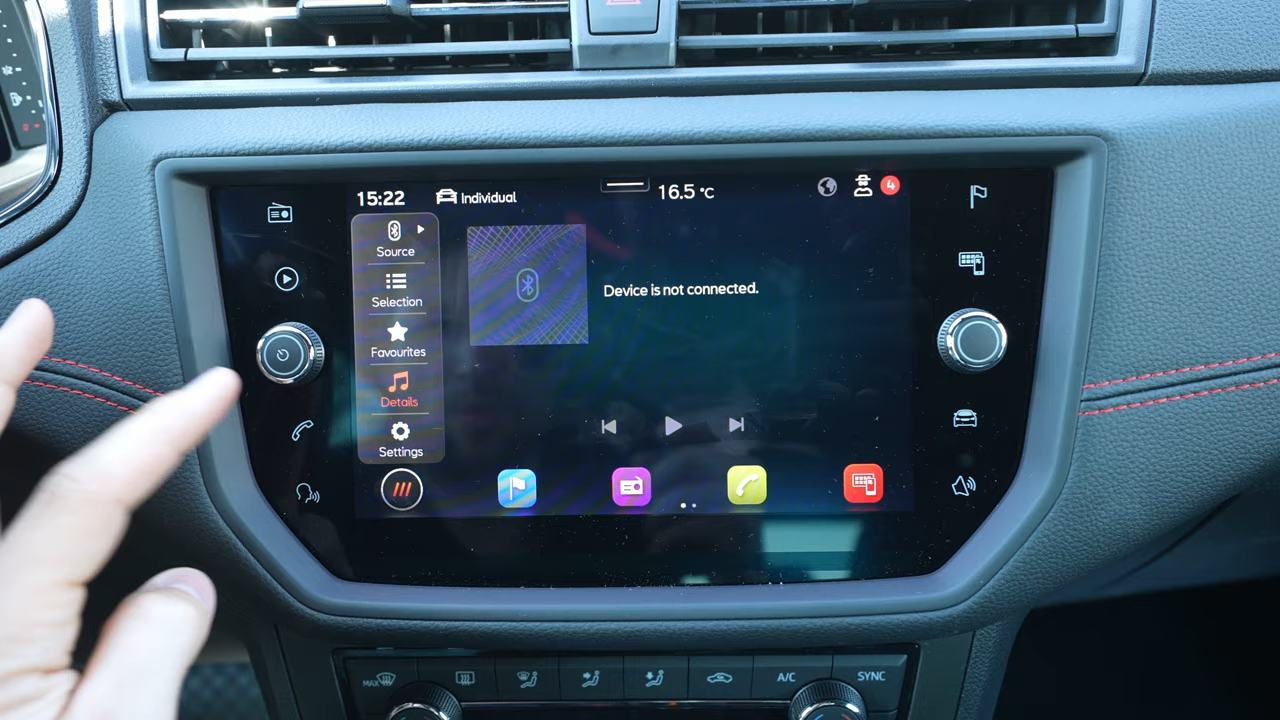 15:22
Individual
16.5 °C
4
Source
Selection
Favourites
Details
Settings
Device is not connected.
MAX
A/C
SYNC